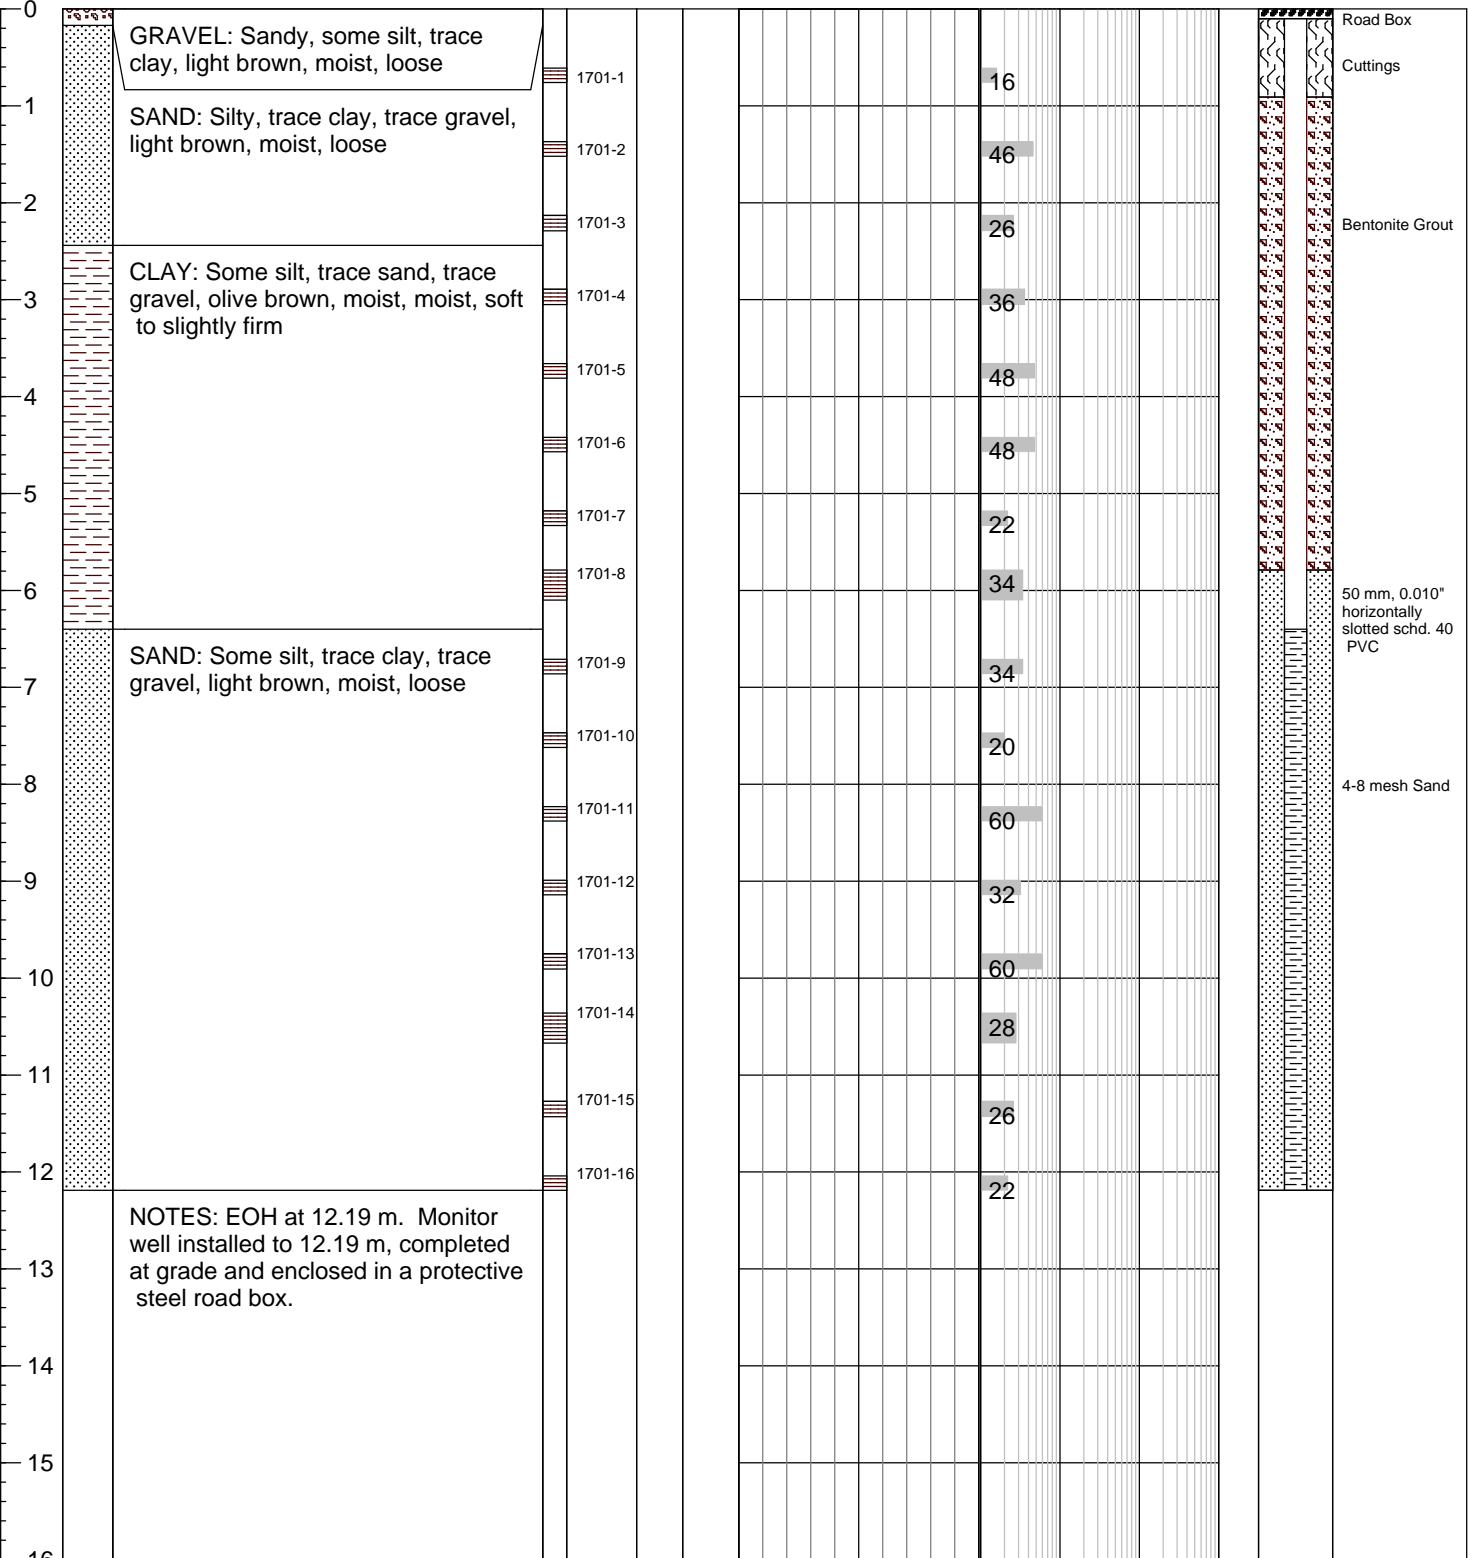 0
GRAVEL: Sandy, some silt, trace
clay, light brown, moist, loose
SAND: Silty, trace clay, trace gravel,
light brown, moist, loose
CLAY: Some silt, trace sand, trace
gravel, olive brown, moist, moist, soft
to slightly firm
SAND: Some silt, trace clay, trace
gravel, light brown, moist, loose
NOTES: EOH at 12.19 m.  Monitor
well installed to 12.19 m, completed
at grade and enclosed in a protective
steel road box.
1
2
3
4
5
6
7
8
9
10
11
12
13
14
15
16
1701-1
1701-2
1701-3
1701-4
1701-5
1701-6
1701-7
1701-8
1701-9
1701-10
1701-11
1701-12
1701-13
1701-14
1701-15
1701-16
16
46
26
36
48
48
22
34
34
20
60
32
60
28
26
22
Road Box
Cuttings
Bentonite Grout
50 mm, 0.010"
horizontally
slotted schd. 40
PVC
4-8 mesh Sand